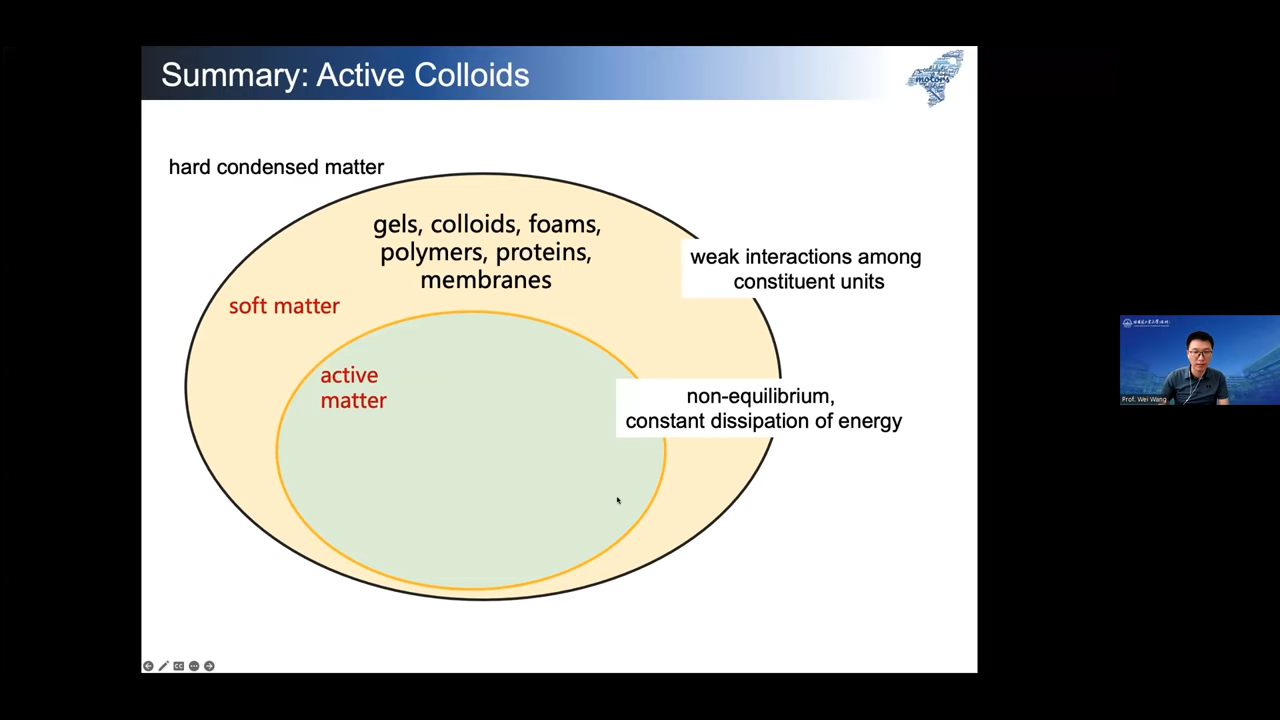 Summary: Active Colloids
motors
hard condensed matter
gels, colloids, foams,
polymers, proteins,
membranes
weak interactions among
constituent units
soft matter
active
matter
non-equilibrium,
constant dissipation of energy
Prof. Wei Wang